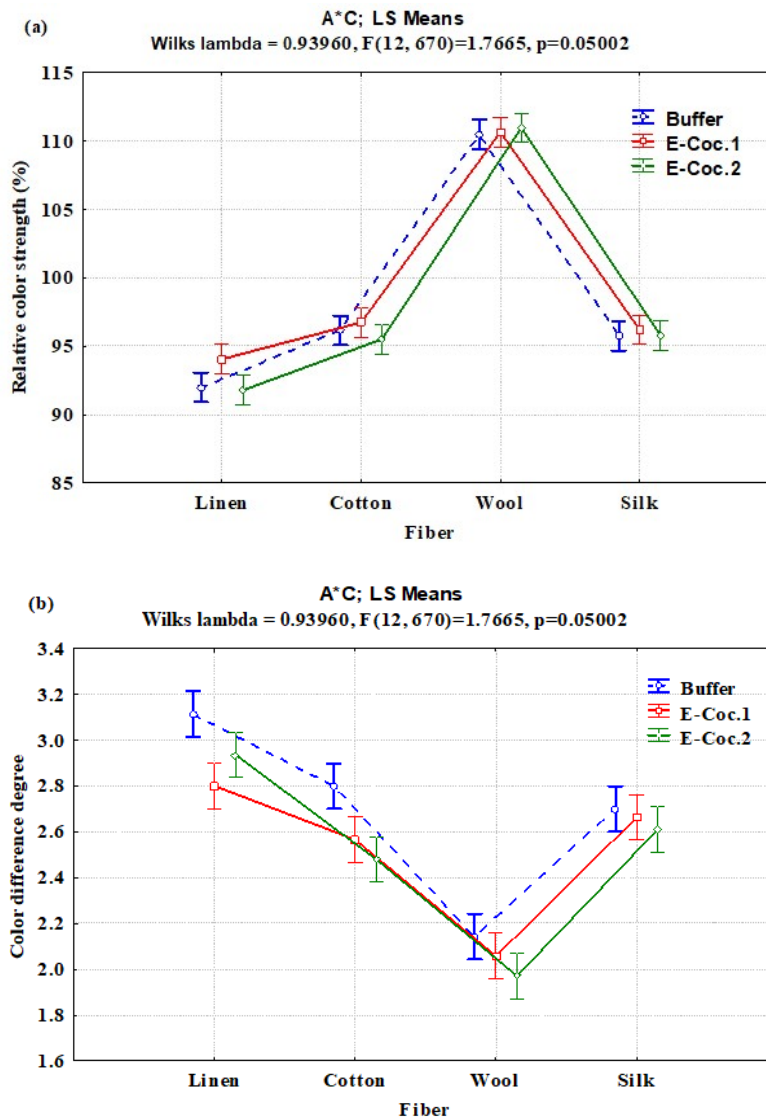 (a)
A*C; LS Means
Wilks lambda = 0.93960, F(12, 670)=1.7665, p=0.05002
Relative color strength (%)
115
110
105
100
95
90
85
Buffer
E-Coc.1
E-Coc.2
Linen Cotton Wool Silk
Fiber
(b)
A*C; LS Means
Wilks lambda = 0.93960, F(12, 670)=1.7665, p=0.05002
Color difference degree
3.4
3.2
3.0
2.8
2.6
2.4
2.2
2.0
1.8
1.6
Buffer
E-Coc.1
E-Coc.2
Linen Cotton Wool Silk
Fiber